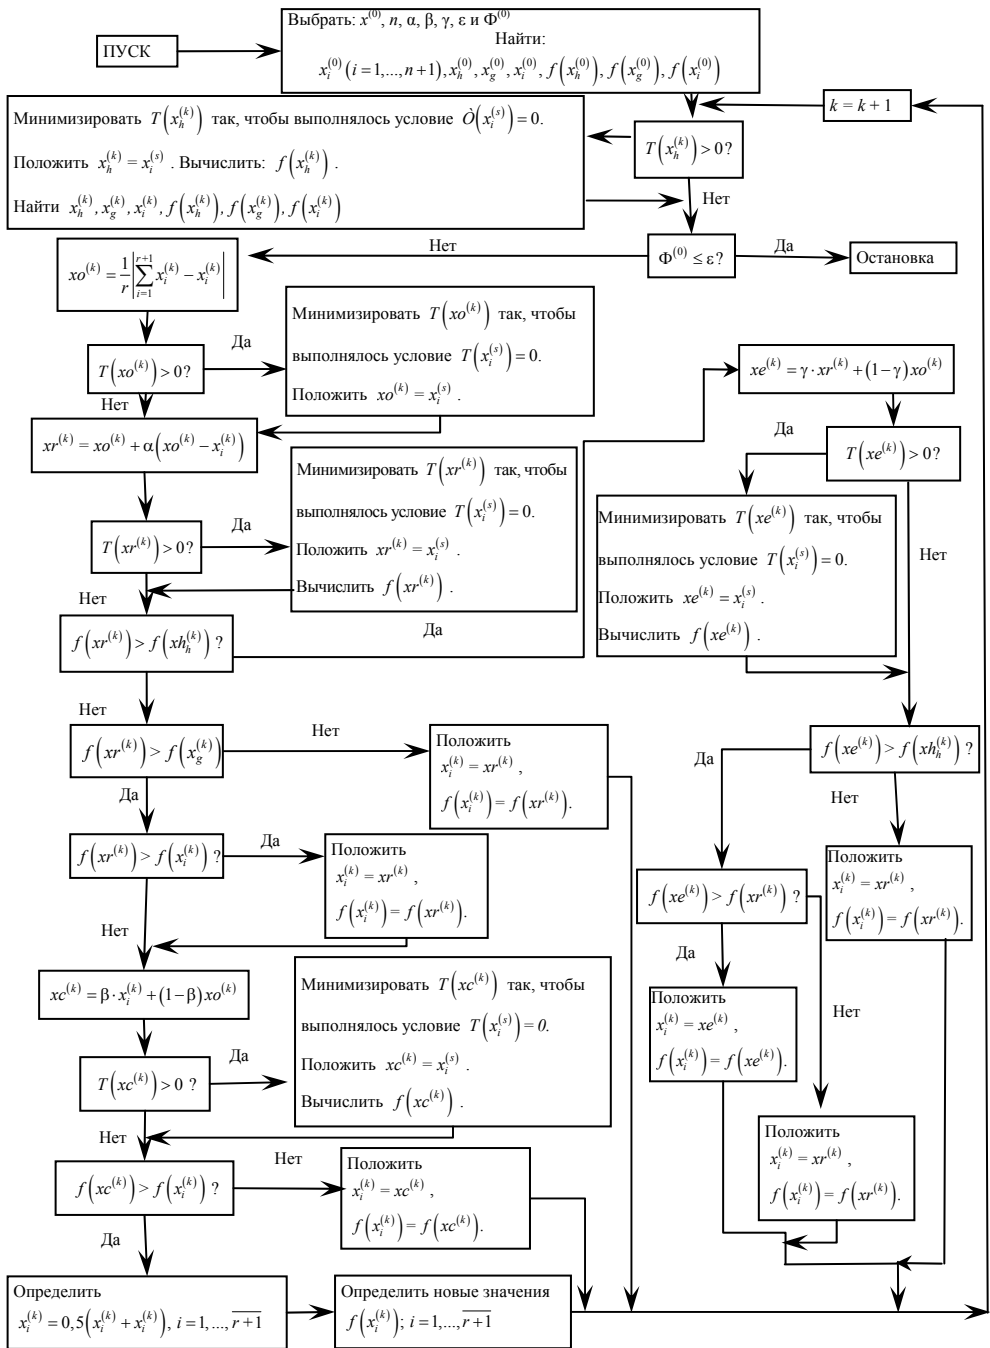 ПУСК
Выбрать: x^(0), n, α, β, γ, ε и Φ^(0)
Найти:
x_i^(0) (i = 1,...,n+1), x_h^(0), x_g^(0), x_i^(0), f(x_h^(0)), f(x_g^(0)), f(x_i^(0))
k = k + 1
Минимизировать T(x_h^(k)) так, чтобы выполнялось условие Ò(x_i^(s)) = 0.
Положить x_h^(k) = x_i^(s) . Вычислить: f(x_h^(k)) .
Найти x_h^(k), x_g^(k), x_i^(k), f(x_h^(k)), f(x_g^(k)), f(x_i^(k))
T(x_h^(k)) > 0?
Нет
Нет
Φ^(0) ≤ ε?
Да
Остановка
xo^(k) = 1/r |∑_{i=1}^{r+1} x_i^(k) − x_i^(k)|
T(xo^(k)) > 0?
Да
Нет
Минимизировать T(xo^(k)) так, чтобы
выполнялось условие T(x_i^(s)) = 0.
Положить xo^(k) = x_i^(s) .
xr^(k) = xo^(k) + α(xo^(k) − x_i^(k))
T(xr^(k)) > 0?
Да
Нет
Минимизировать T(xr^(k)) так, чтобы
выполнялось условие T(x_i^(s)) = 0.
Положить xr^(k) = x_i^(s) .
Вычислить f(xr^(k)) .
f(xr^(k)) > f(xh_h^(k)) ?
Да
Нет
xe^(k) = γ · xr^(k) + (1−γ)xo^(k)
Да
T(xe^(k)) > 0?
Нет
Минимизировать T(xe^(k)) так, чтобы
выполнялось условие T(x_i^(s)) = 0.
Положить xe^(k) = x_i^(s) .
Вычислить f(xe^(k)) .
f(xr^(k)) > f(x_g^(k))
Нет
Да
Положить
x_i^(k) = xr^(k) ,
f(x_i^(k)) = f(xr^(k)).
f(xe^(k)) > f(xh_h^(k)) ?
Да
Нет
f(xr^(k)) > f(x_i^(k)) ?
Да
Нет
Положить
x_i^(k) = xr^(k) ,
f(x_i^(k)) = f(xr^(k)).
f(xe^(k)) > f(xr^(k)) ?
Да
Нет
Положить
x_i^(k) = xr^(k) ,
f(x_i^(k)) = f(xr^(k)).
xc^(k) = β · x_i^(k) + (1−β)xo^(k)
T(xc^(k)) > 0 ?
Да
Нет
Минимизировать T(xc^(k)) так, чтобы
выполнялось условие T(x_i^(s)) = 0.
Положить xc^(k) = x_i^(s) .
Вычислить f(xc^(k)) .
Положить
x_i^(k) = xe^(k) ,
f(x_i^(k)) = f(xe^(k)).
Положить
x_i^(k) = xr^(k) ,
f(x_i^(k)) = f(xr^(k)).
f(xc^(k)) > f(x_i^(k)) ?
Нет
Да
Положить
x_i^(k) = xc^(k) ,
f(x_i^(k)) = f(xc^(k)).
Определить
x_i^(k) = 0,5(x_i^(k) + x_i^(k)), i = 1,..., r+1
Определить новые значения
f(x_i^(k)); i = 1,..., r+1